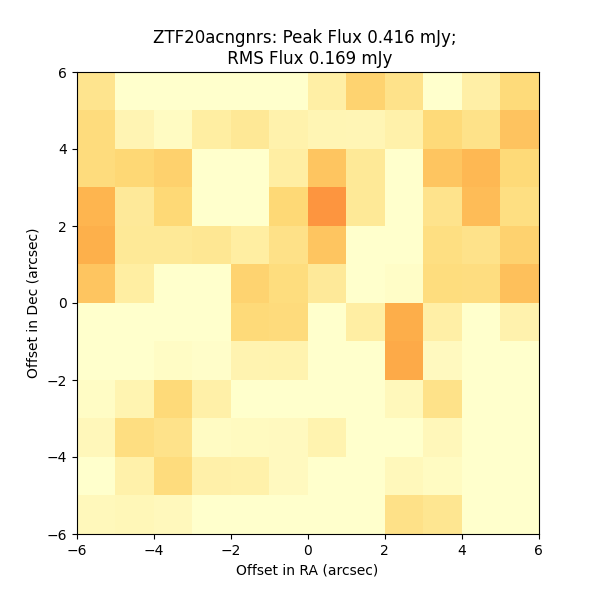 ZTF20acngnrs: Peak Flux 0.416 mJy;
RMS Flux 0.169 mJy
6
4
2
0
−2
−4
−6
Offset in Dec (arcsec)
−6 −4 −2 0 2 4 6
Offset in RA (arcsec)